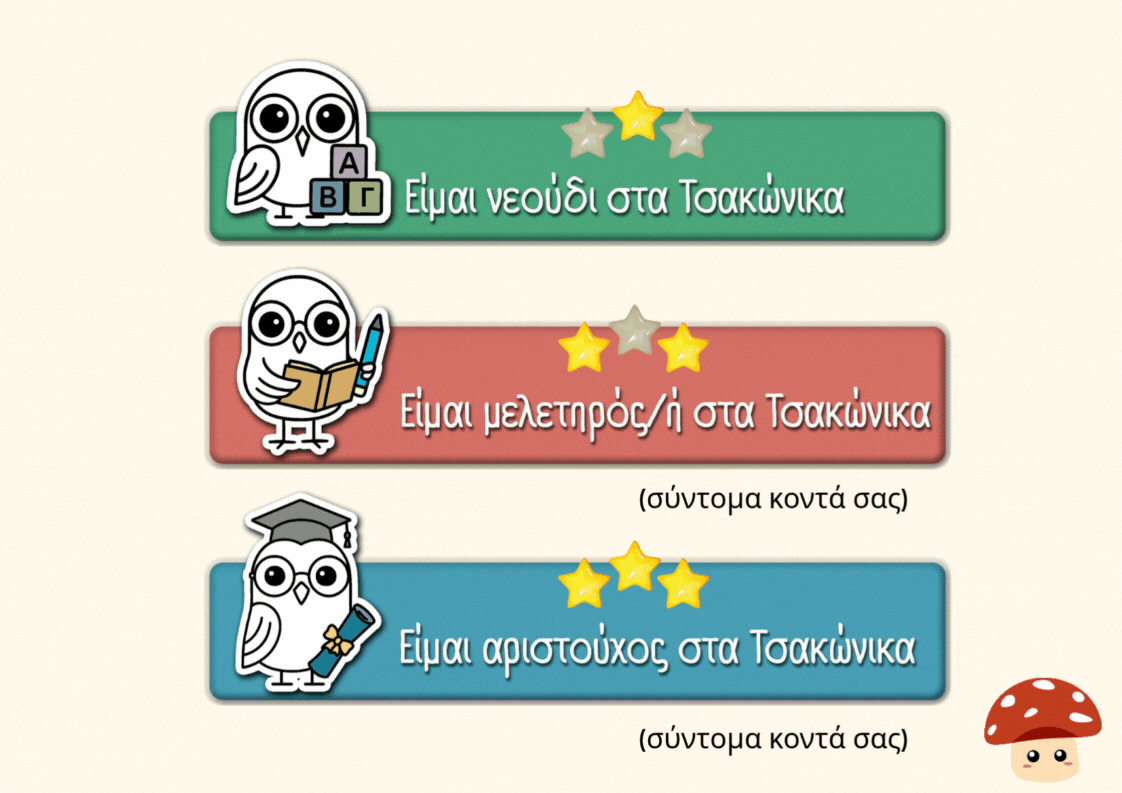 Α
Β Γ
Είμαι νεούδι στα Τσακώνικα
Είμαι μελετηρός/ή στα Τσακώνικα
(σύντομα κοντά σας)
Είμαι αριστούχος στα Τσακώνικα
(σύντομα κοντά σας)